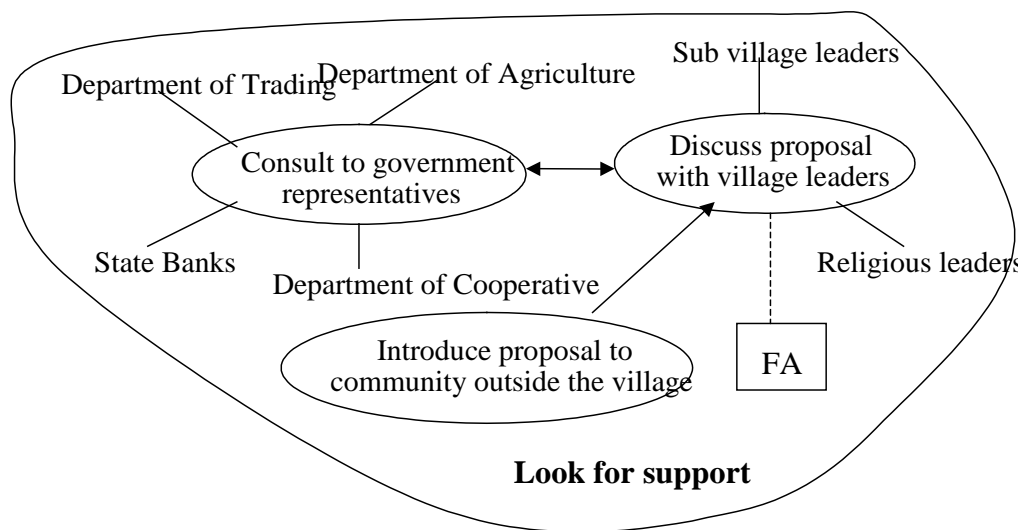 Sub village leaders
Department of Agriculture
Department of Trading
Consult to government
representatives
Discuss proposal
with village leaders
State Banks
Religious leaders
Department of Cooperative
Introduce proposal to
community outside the village
FA
Look for support